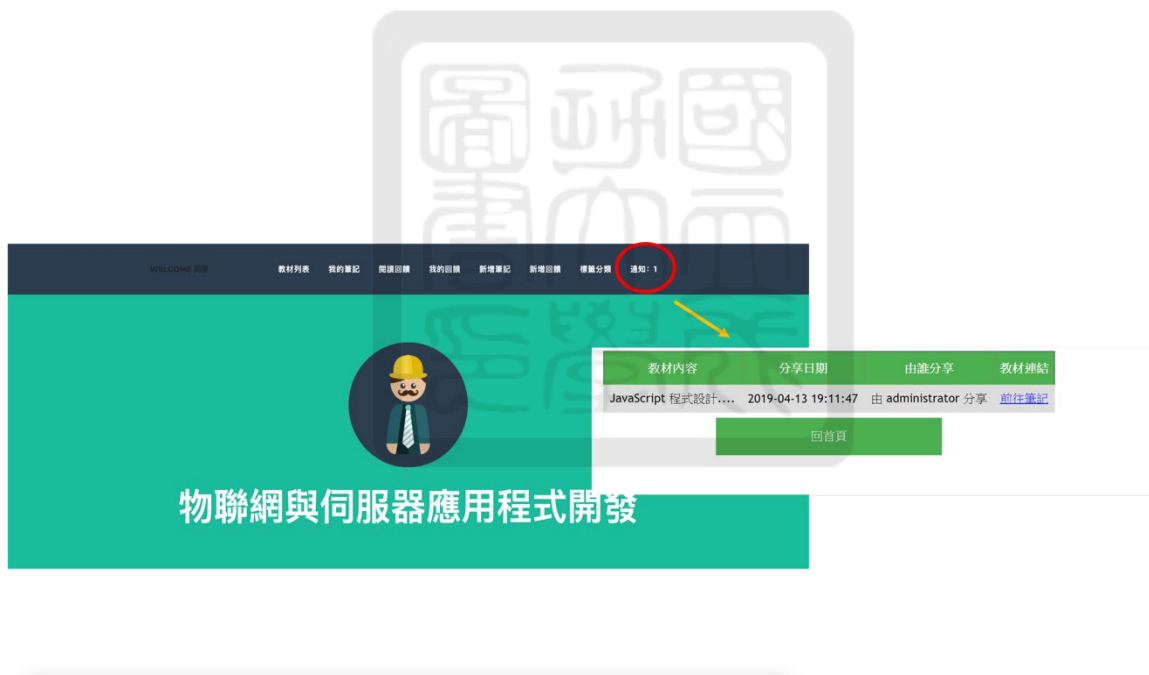 WELCOME
教材列表 我的筆記 閱讀回饋 我的回饋 新增筆記 新增回饋 標籤分類 通知: 1
教材內容 分享日期 由誰分享 教材連結
JavaScript 程式設計.... 2019-04-13 19:11:47 由 administrator 分享 前往筆記
回首頁
物聯網與伺服器應用程式開發